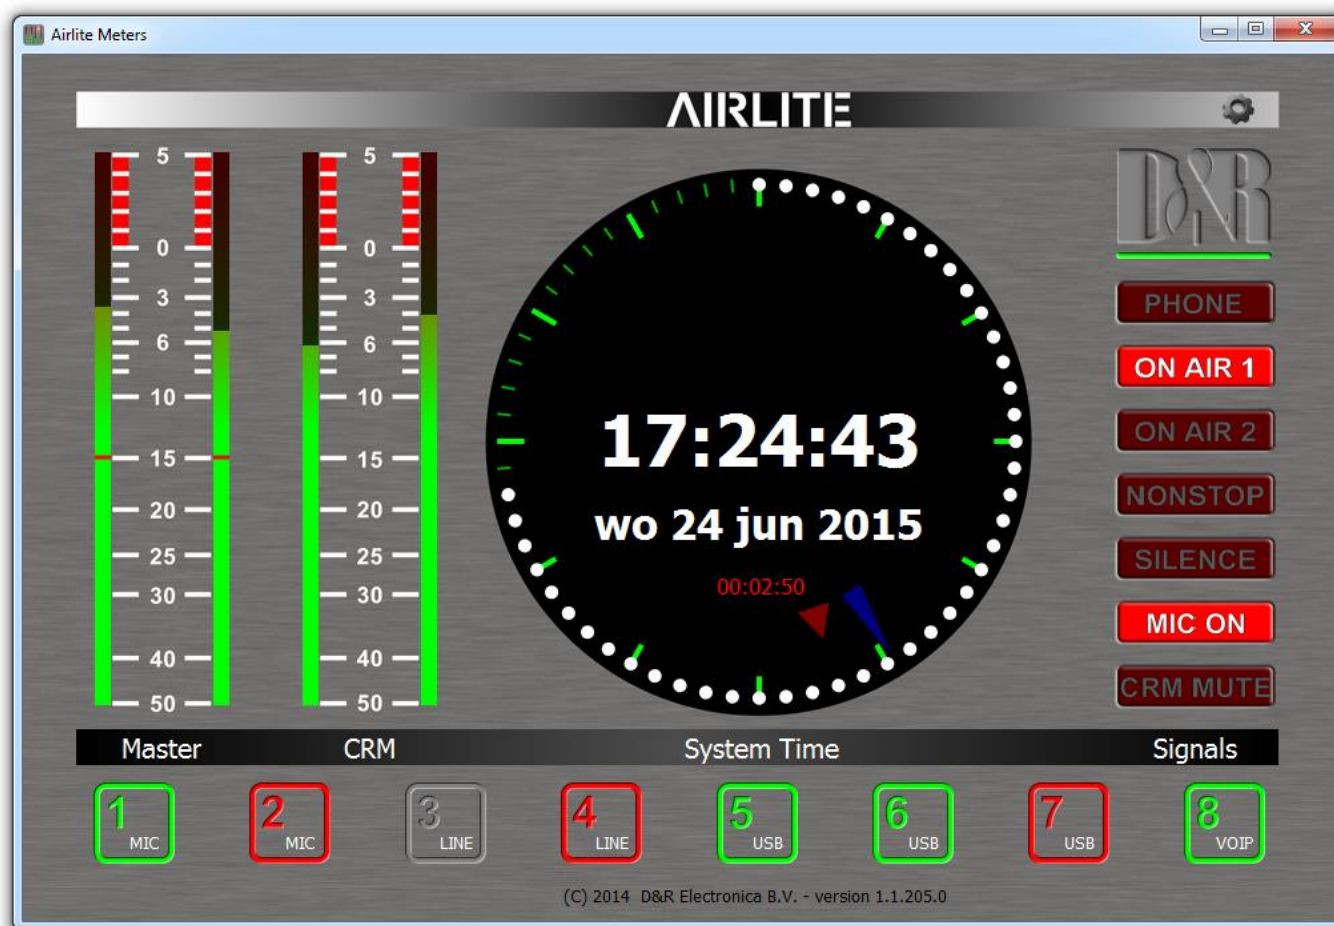 Airlite Meters
AIRLITE
D&R
5 5
0 0
3 3
6 6
10 10
15 15
20 20
25 25
30 30
40 40
50 50
17:24:43
wo 24 jun 2015
00:02:50
PHONE
ON AIR 1
ON AIR 2
NONSTOP
SILENCE
MIC ON
CRM MUTE
Master CRM System Time Signals
1 MIC
2 MIC
3 LINE
4 LINE
5 USB
6 USB
7 USB
8 VOIP
(C) 2014 D&R Electronica B.V. - version 1.1.205.0